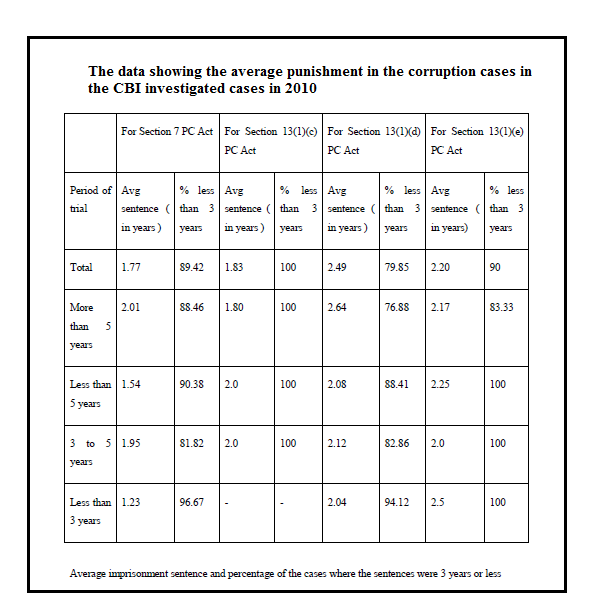 The data showing the average punishment in the corruption cases in
the CBI investigated cases in 2010
For Section 7 PC Act For Section 13(1)(c) PC Act For Section 13(1)(d) PC Act For Section 13(1)(e) PC Act
Period of trial Avg sentence ( in years ) % less than 3 years Avg sentence ( in years ) % less than 3 years Avg sentence ( in years ) % less than 3 years Avg sentence ( in years) % less than 3 years
Total 1.77 89.42 1.83 100 2.49 79.85 2.20 90
More than 5 years 2.01 88.46 1.80 100 2.64 76.88 2.17 83.33
Less than 5 years 1.54 90.38 2.0 100 2.08 88.41 2.25 100
3 to 5 years 1.95 81.82 2.0 100 2.12 82.86 2.0 100
Less than 3 years 1.23 96.67 - - 2.04 94.12 2.5 100
Average imprisonment sentence and percentage of the cases where the sentences were 3 years or less